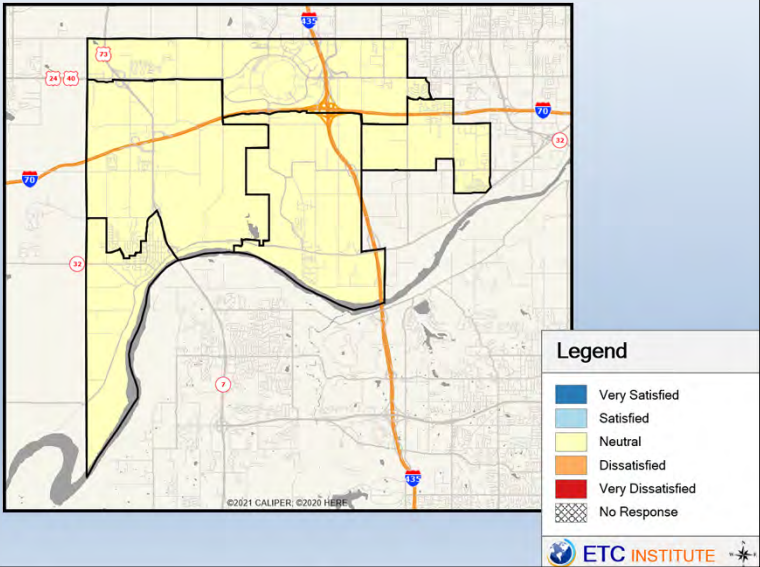 435
73
24
40
70
32
70
32
7
435
©2021 CALIPER; ©2020 HERE
Legend
Very Satisfied
Satisfied
Neutral
Dissatisfied
Very Dissatisfied
No Response
ETC INSTITUTE